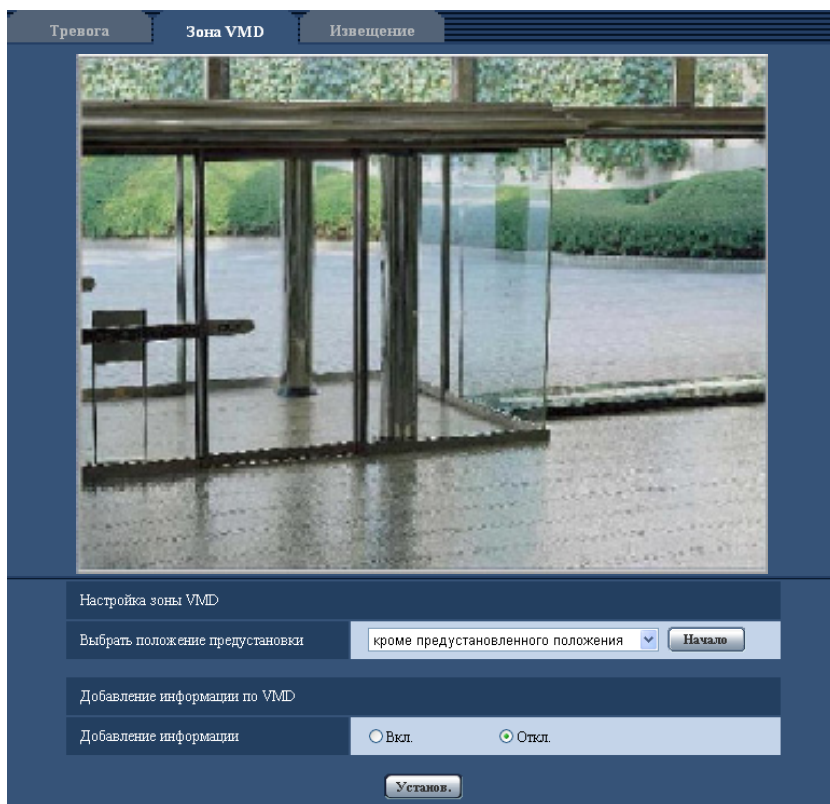 Тревога
Зона VMD
Извещение
Настройка зоны VMD
Выбрать положение предустановки
кроме предустановленного положения
Начало
Добавление информации по VMD
Добавление информации
Вкл.
Откл.
Установ.